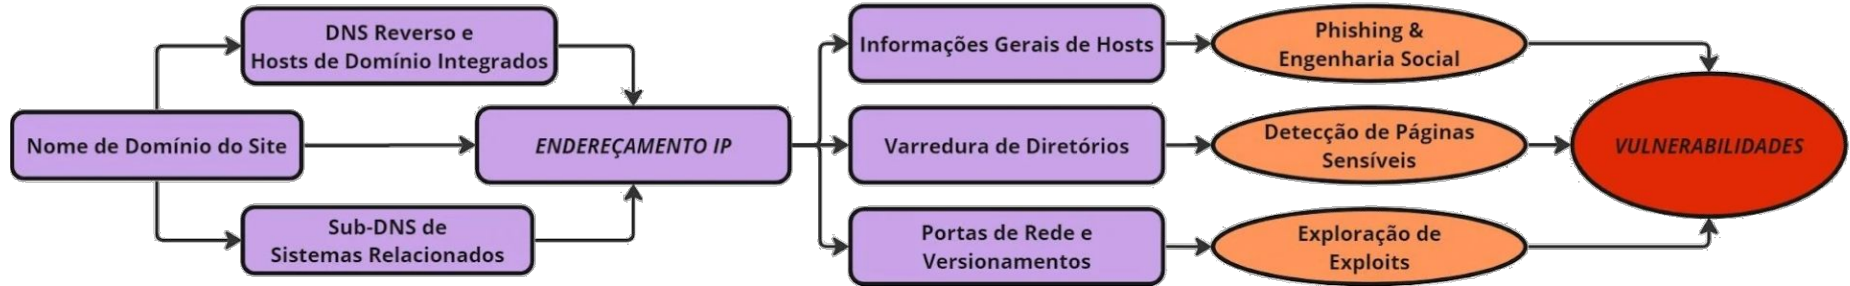 Nome de Domínio do Site
DNS Reverso e
Hosts de Domínio Integrados
Sub-DNS de
Sistemas Relacionados
ENDEREÇAMENTO IP
Informações Gerais de Hosts
Phishing &
Engenharia Social
Varredura de Diretórios
Detecção de Páginas
Sensíveis
Portas de Rede e
Versionamentos
Exploração de
Exploits
VULNERABILIDADES